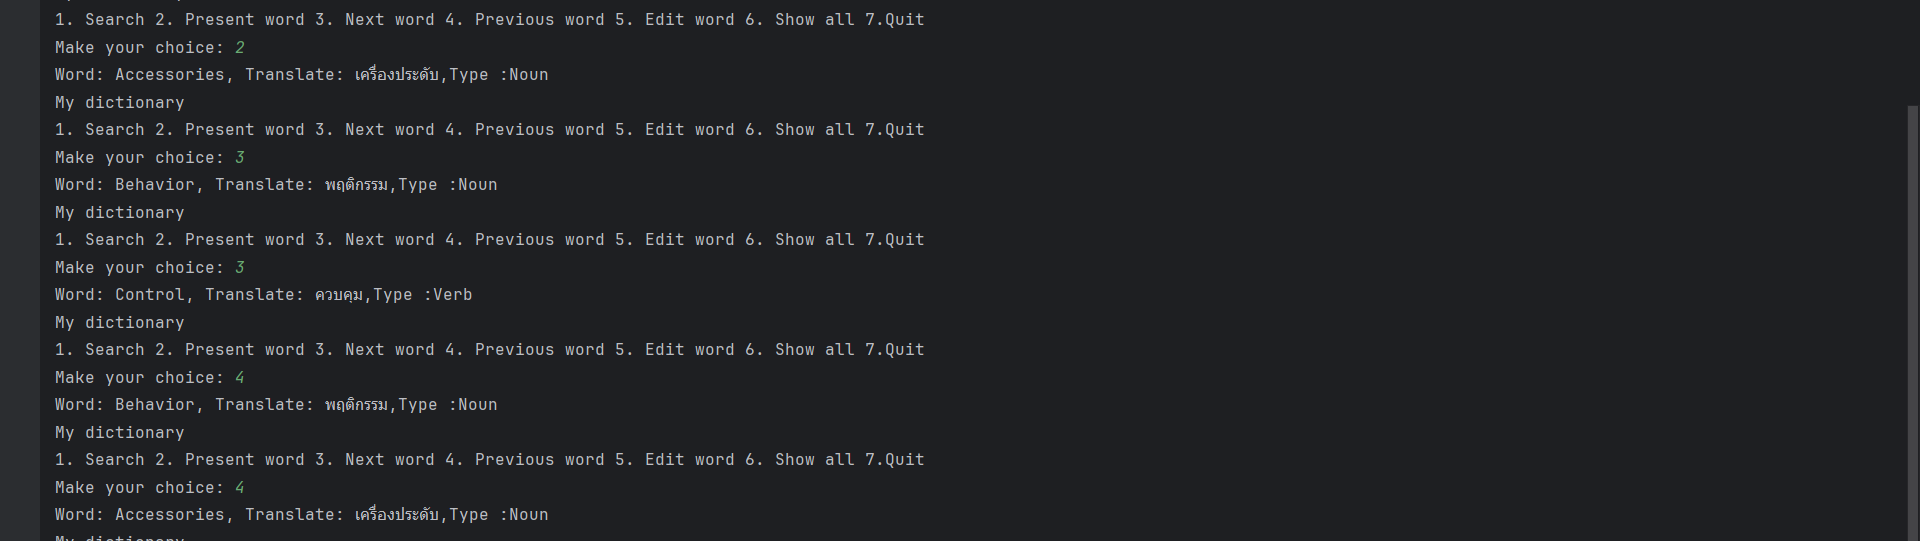 1. Search 2. Present word 3. Next word 4. Previous word 5. Edit word 6. Show all 7.Quit
Make your choice: 2
Word: Accessories, Translate: เครื่องประดับ,Type :Noun
My dictionary
1. Search 2. Present word 3. Next word 4. Previous word 5. Edit word 6. Show all 7.Quit
Make your choice: 3
Word: Behavior, Translate: พฤติกรรม,Type :Noun
My dictionary
1. Search 2. Present word 3. Next word 4. Previous word 5. Edit word 6. Show all 7.Quit
Make your choice: 3
Word: Control, Translate: ควบคุม,Type :Verb
My dictionary
1. Search 2. Present word 3. Next word 4. Previous word 5. Edit word 6. Show all 7.Quit
Make your choice: 4
Word: Behavior, Translate: พฤติกรรม,Type :Noun
My dictionary
1. Search 2. Present word 3. Next word 4. Previous word 5. Edit word 6. Show all 7.Quit
Make your choice: 4
Word: Accessories, Translate: เครื่องประดับ,Type :Noun
My dictionary